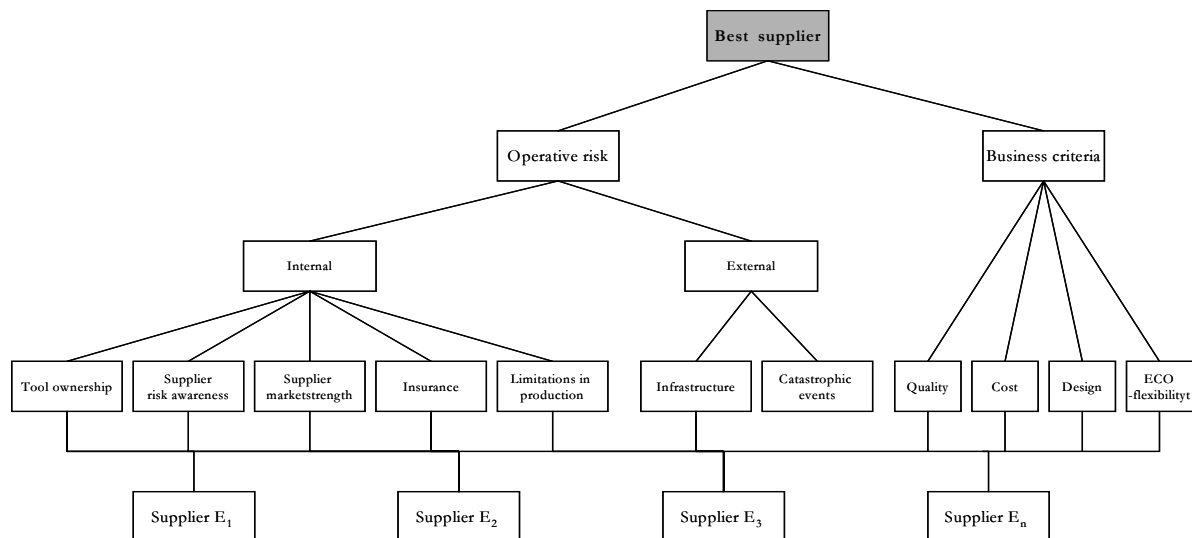 Best supplier
Operative risk
Business criteria
Internal
External
Tool ownership
Supplier
risk awareness
Supplier
marketstrength
Insurance
Limitations in
production
Infrastructure
Catastrophic
events
Quality
Cost
Design
ECO
-flexibilityt
Supplier E1
Supplier E2
Supplier E3
Supplier En